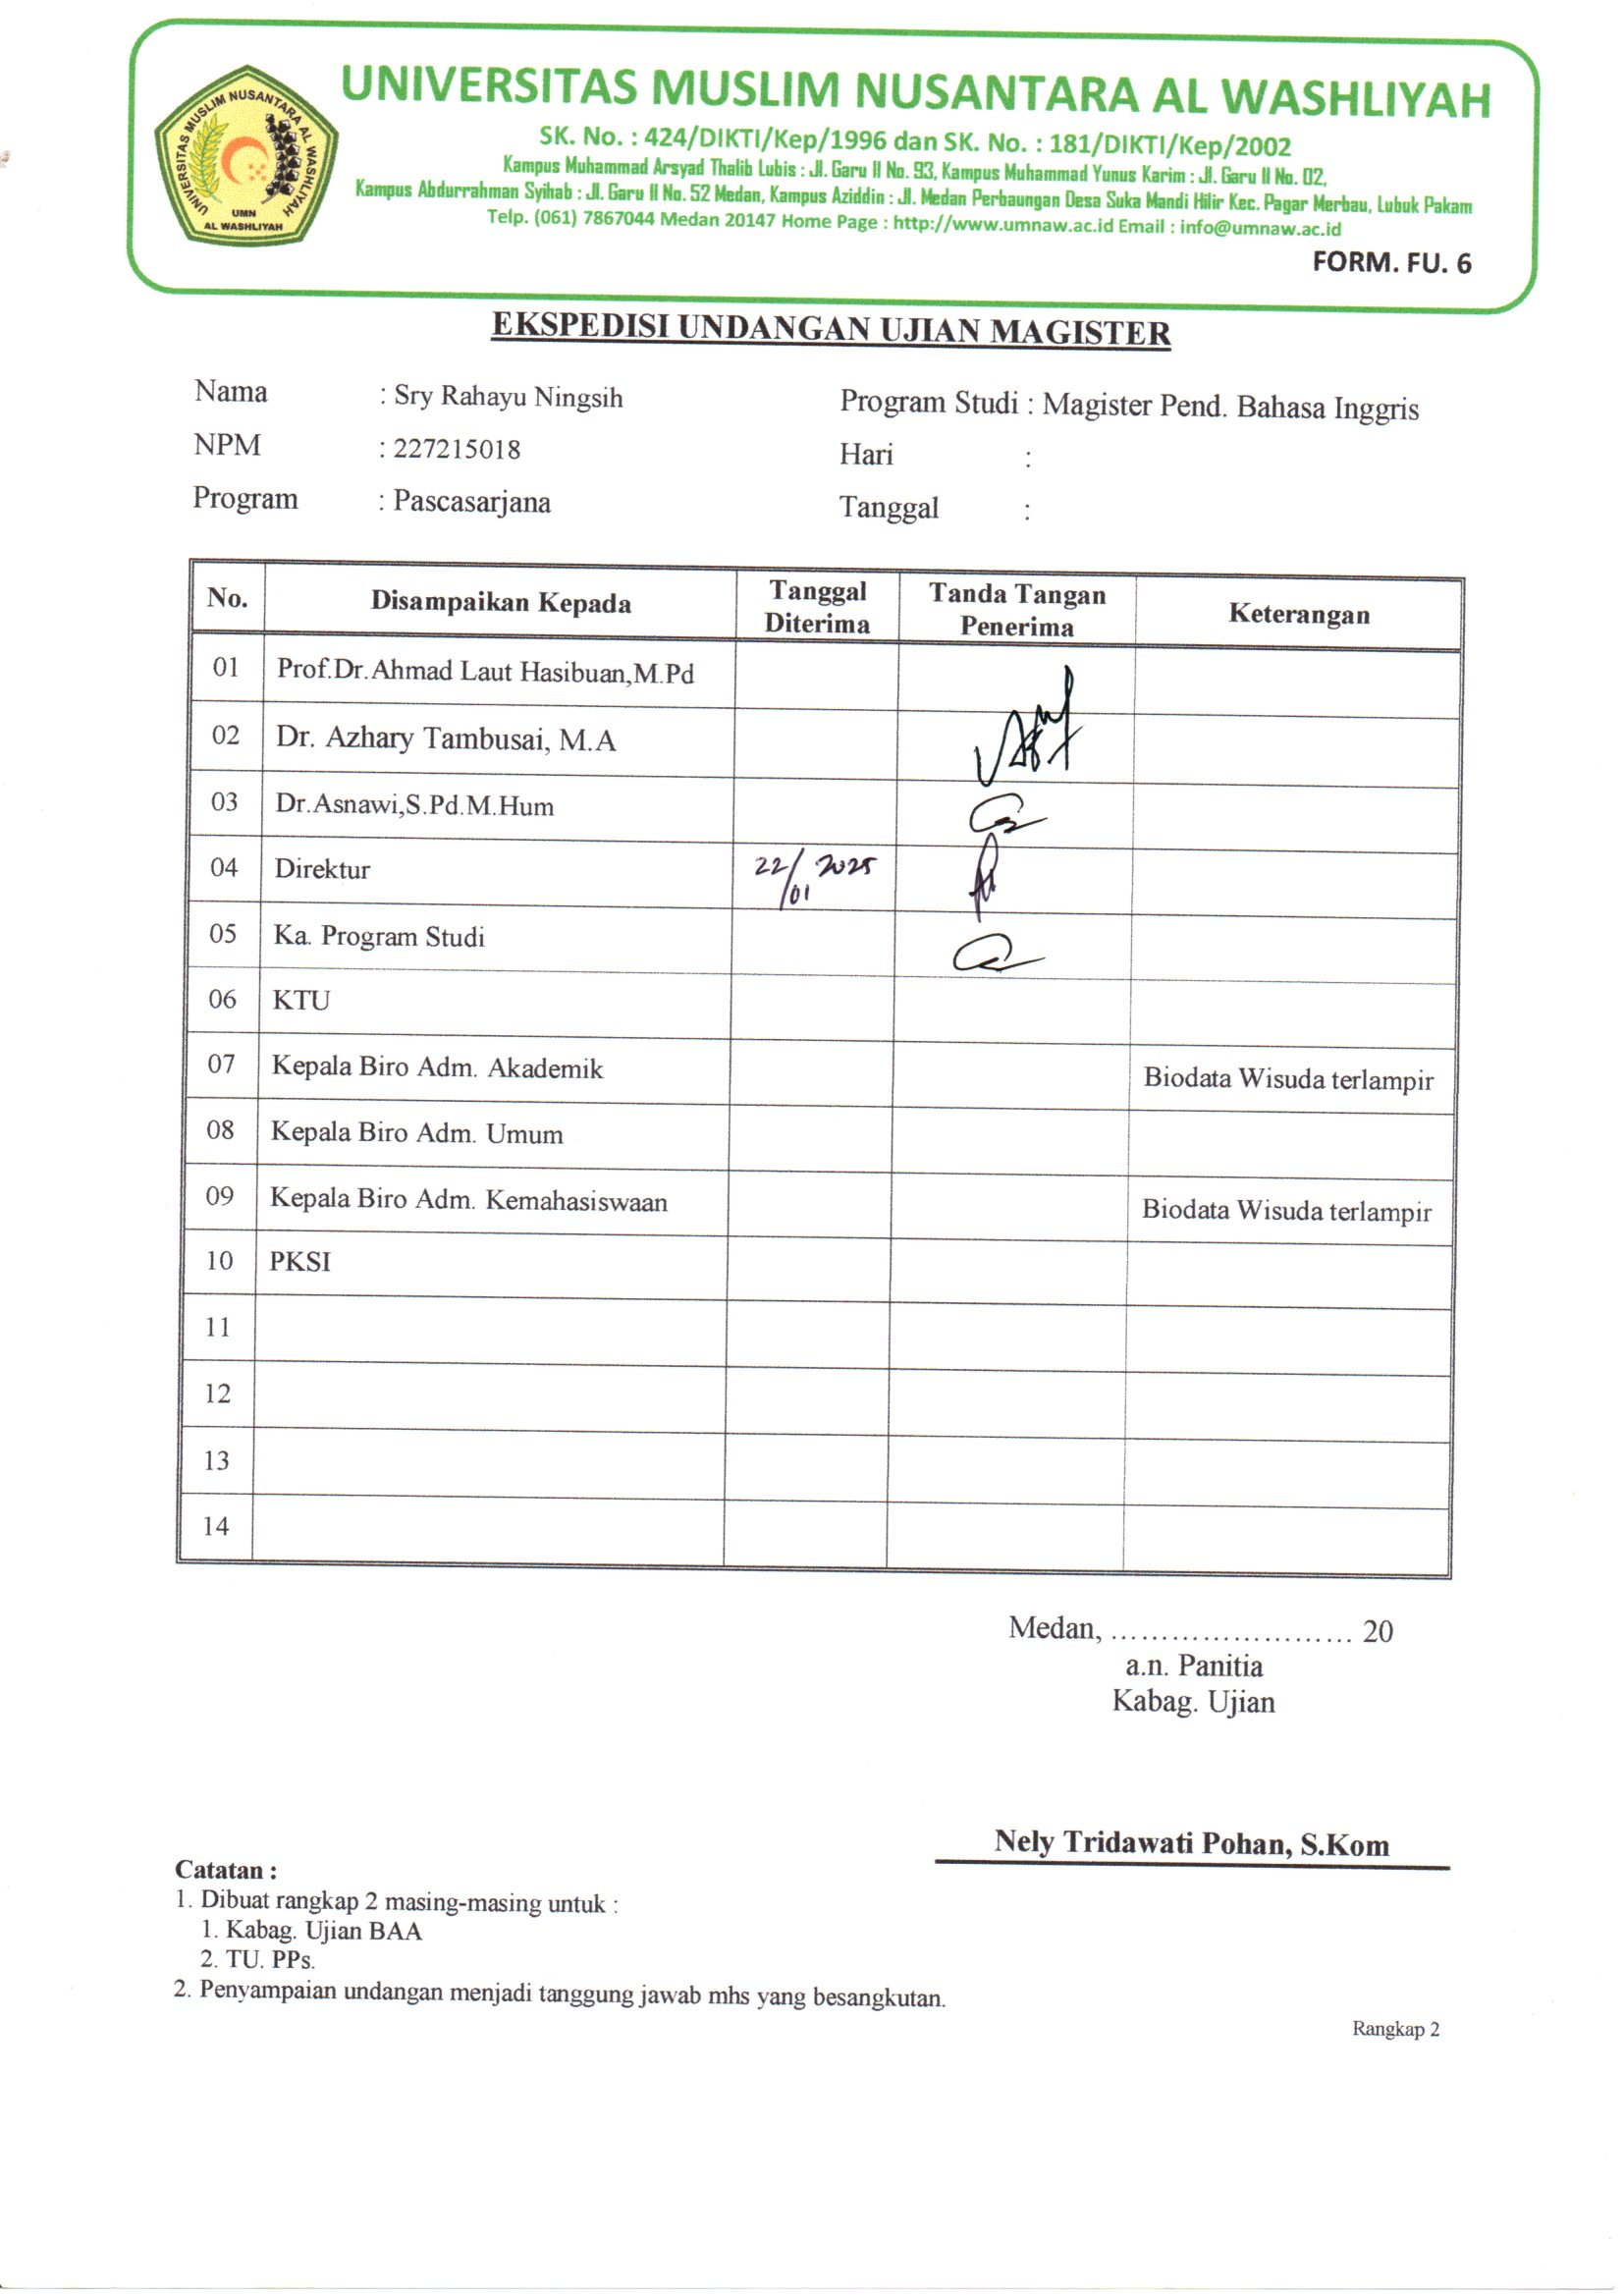 UNIVERSITAS MUSLIM NUSANTARA AL WASHLIYAH
UMN
AL WASHLIYAH
UNIVERSITAS MUSLIM NUSANTARA AL WASHLIYAH
SK. No. : 424/DIKTI/Kep/1996 dan SK. No. : 181/DIKTI/Kep/2002
Kampus Muhammad Arsyad Thalib Lubis : Jl. Garu II No. 93, Kampus Muhammad Yunus Karim : Jl. Garu II No. 02,
Kampus Abdurrahman Syihab : Jl. Garu II No. 52 Medan, Kampus Aziddin : Jl. Medan Perbaungan Desa Suka Mandi Hilir Kec. Pagar Merbau, Lubuk Pakam
Telp. (061) 7867044 Medan 20147 Home Page : http://www.umnaw.ac.id Email : info@umnaw.ac.id
FORM. FU. 6
EKSPEDISI UNDANGAN UJIAN MAGISTER
Nama : Sry Rahayu Ningsih Program Studi : Magister Pend. Bahasa Inggris
NPM : 227215018 Hari :
Program : Pascasarjana Tanggal :
No. Disampaikan Kepada Tanggal Diterima Tanda Tangan Penerima Keterangan
01 Prof.Dr.Ahmad Laut Hasibuan,M.Pd
02 Dr. Azhary Tambusai, M.A
03 Dr.Asnawi,S.Pd.M.Hum
04 Direktur 22/01 2025
05 Ka. Program Studi
06 KTU
07 Kepala Biro Adm. Akademik Biodata Wisuda terlampir
08 Kepala Biro Adm. Umum
09 Kepala Biro Adm. Kemahasiswaan Biodata Wisuda terlampir
10 PKSI
11
12
13
14
Medan, ........................ 20
a.n. Panitia
Kabag. Ujian
Nely Tridawati Pohan, S.Kom
Catatan :
1. Dibuat rangkap 2 masing-masing untuk :
1. Kabag. Ujian BAA
2. TU. PPs.
2. Penyampaian undangan menjadi tanggung jawab mhs yang besangkutan.
Rangkap 2